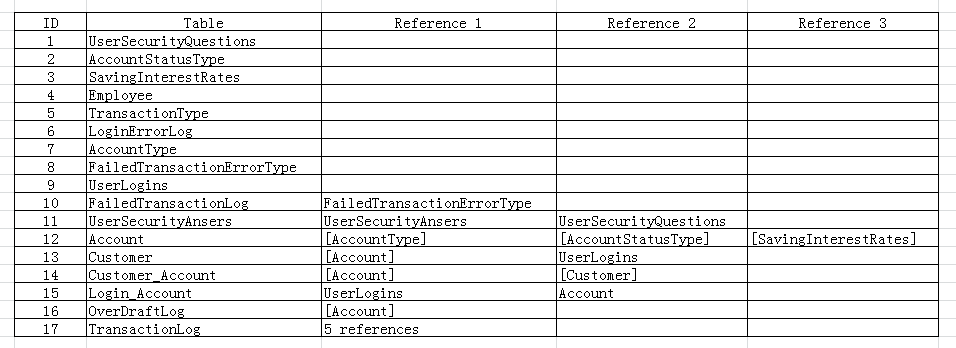 ID Table Reference 1 Reference 2 Reference 3
1 UserSecurityQuestions
2 AccountStatusType
3 SavingInterestRates
4 Employee
5 TransactionType
6 LoginErrorLog
7 AccountType
8 FailedTransactionErrorType
9 UserLogins
10 FailedTransactionLog FailedTransactionErrorType
11 UserSecurityAnsers UserSecurityAnsers UserSecurityQuestions
12 Account [AccountType] [AccountStatusType] [SavingInterestRates]
13 Customer [Account] UserLogins
14 Customer_Account [Account] [Customer]
15 Login_Account UserLogins Account
16 OverDraftLog [Account]
17 TransactionLog 5 references